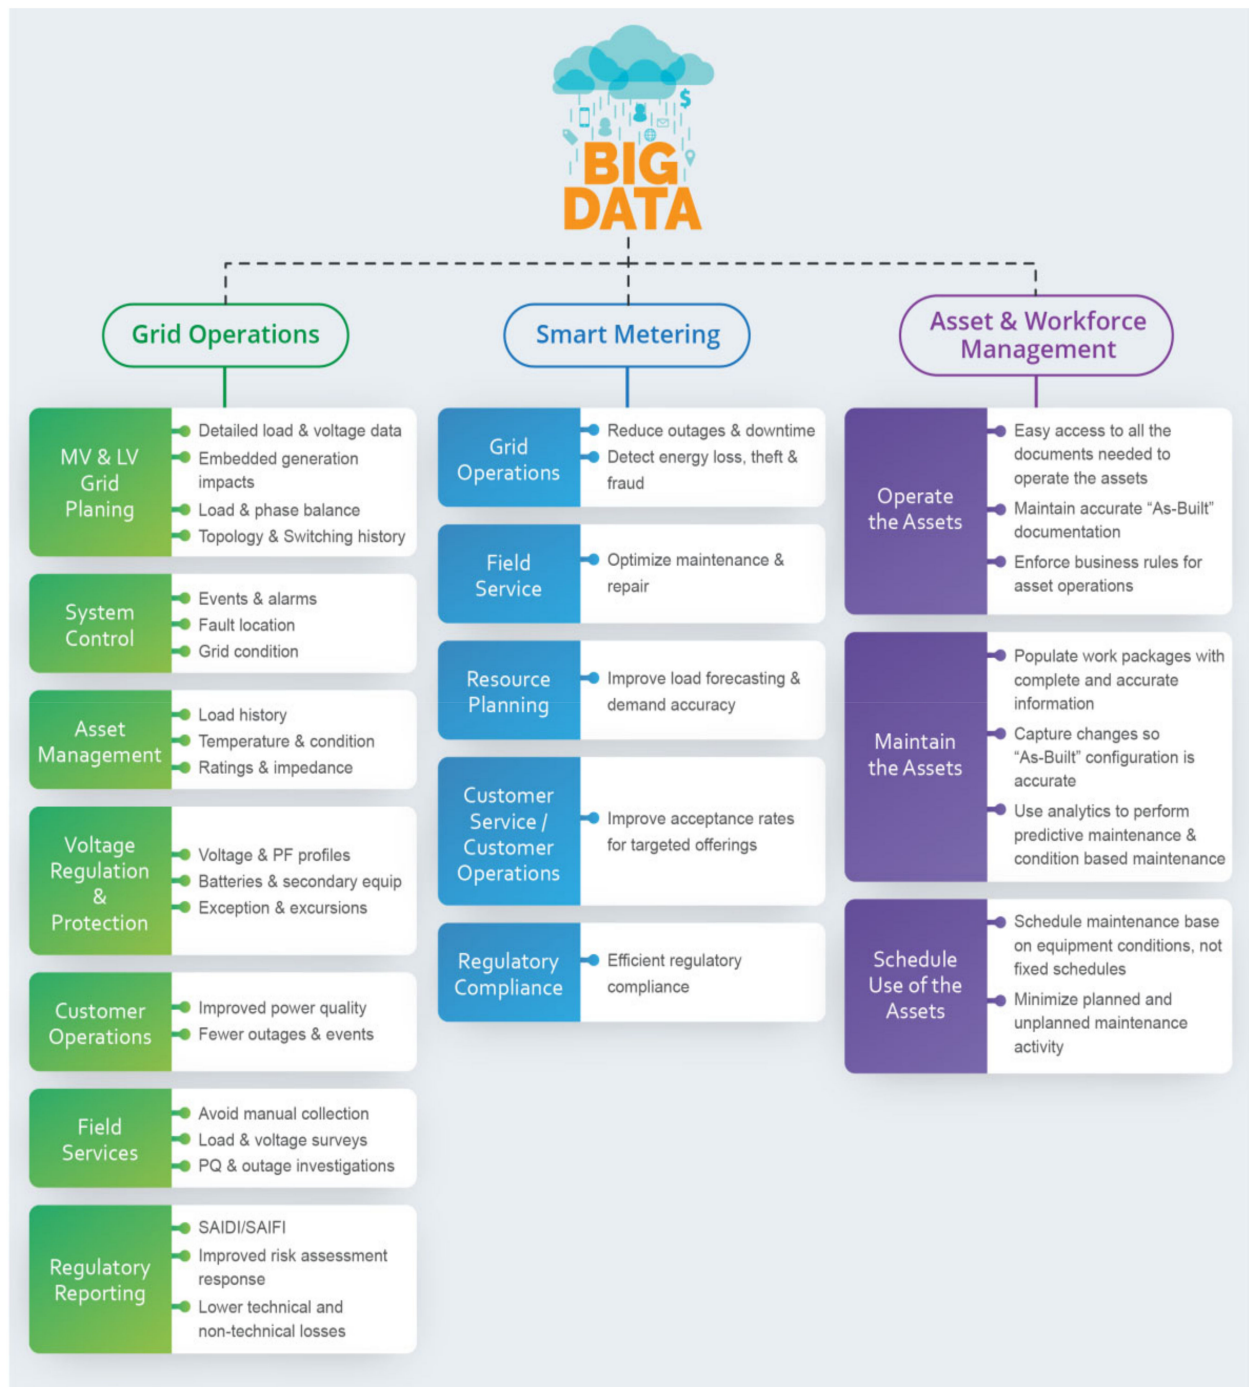 BIG
DATA
Grid Operations
MV & LV
Grid
Planing
Detailed load & voltage data
Embedded generation
impacts
Load & phase balance
Topology & Switching history
System
Control
Events & alarms
Fault location
Grid condition
Asset
Management
Load history
Temperature & condition
Ratings & impedance
Voltage
Regulation
&
Protection
Voltage & PF profiles
Batteries & secondary equip
Exception & excursions
Customer
Operations
Improved power quality
Fewer outages & events
Field
Services
Avoid manual collection
Load & voltage surveys
PQ & outage investigations
Regulatory
Reporting
SAIDI/SAIFI
Improved risk assessment
response
Lower technical and
non-technical losses
Smart Metering
Grid
Operations
Reduce outages & downtime
Detect energy loss, theft &
fraud
Field
Service
Optimize maintenance &
repair
Resource
Planning
Improve load forecasting &
demand accuracy
Customer
Service /
Customer
Operations
Improve acceptance rates
for targeted offerings
Regulatory
Compliance
Efficient regulatory
compliance
Asset & Workforce
Management
Operate
the Assets
Easy access to all the
documents needed to
operate the assets
Maintain accurate “As-Built”
documentation
Enforce business rules for
asset operations
Maintain
the Assets
Populate work packages with
complete and accurate
information
Capture changes so
“As-Built” configuration is
accurate
Use analytics to perform
predictive maintenance &
condition based maintenance
Schedule
Use of the
Assets
Schedule maintenance base
on equipment conditions, not
fixed schedules
Minimize planned and
unplanned maintenance
activity